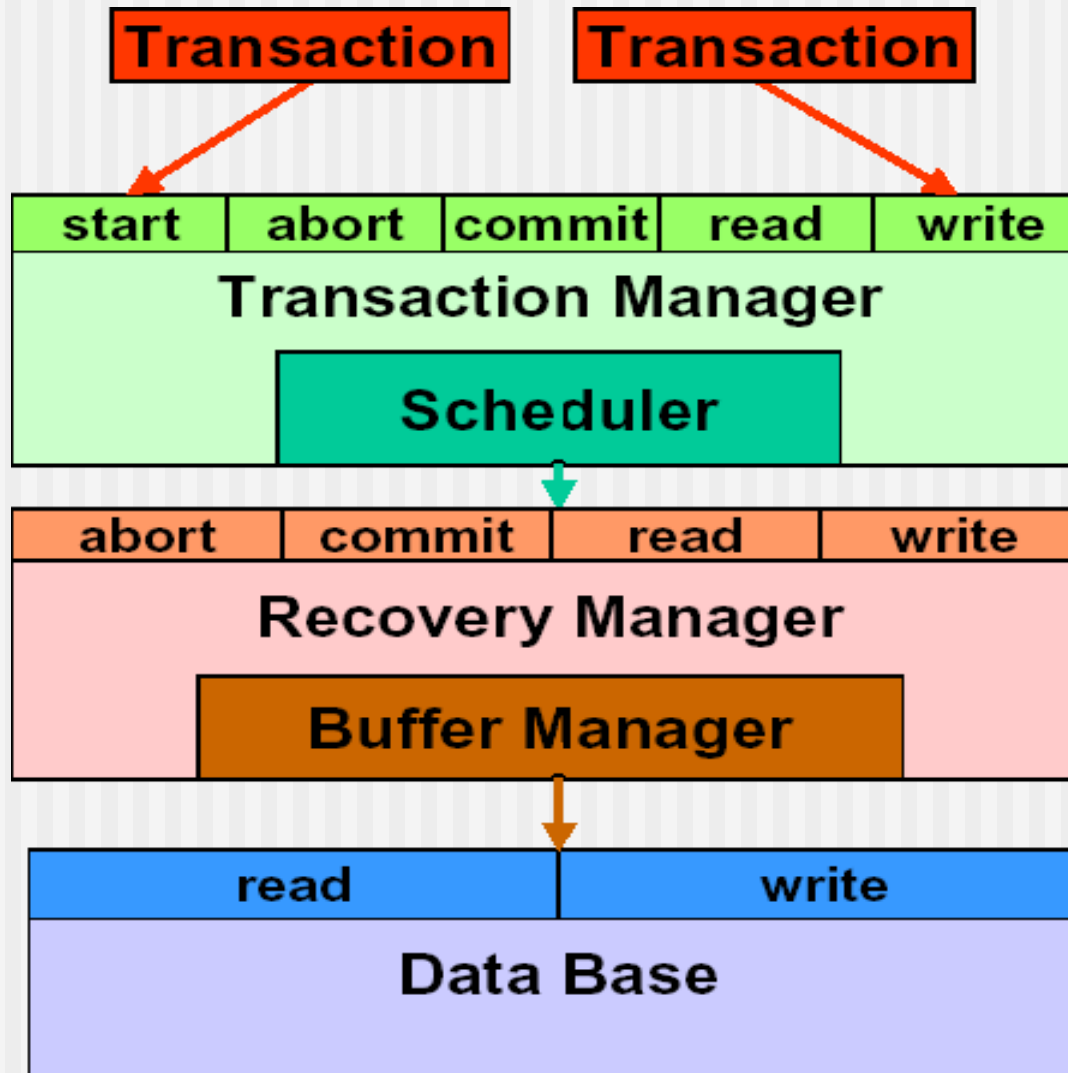 Transaction Transaction
start abort commit read write
Transaction Manager
Scheduler
abort commit read write
Recovery Manager
Buffer Manager
read write
Data Base